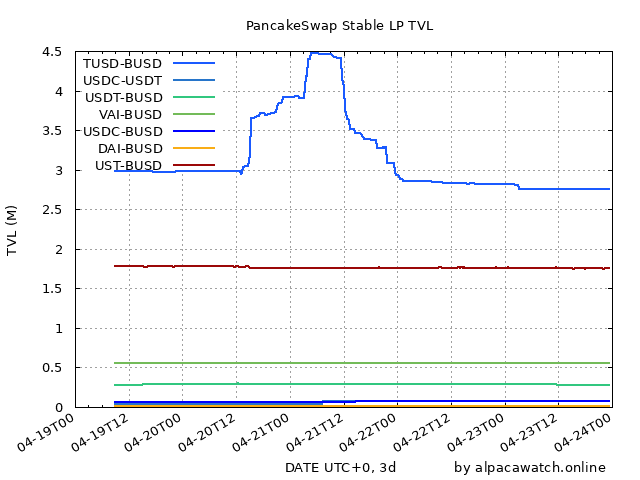 PancakeSwap Stable LP TVL
4.5
4
3.5
3
2.5
2
1.5
1
0.5
0
TVL (M)
TUSD-BUSD
USDC-USDT
USDT-BUSD
VAI-BUSD
USDC-BUSD
DAI-BUSD
UST-BUSD
04-19T00
04-19T12
04-20T00
04-20T12
04-21T00
04-21T12
04-22T00
04-22T12
04-23T00
04-23T12
04-24T00
DATE UTC+0, 3d
by alpacawatch.online